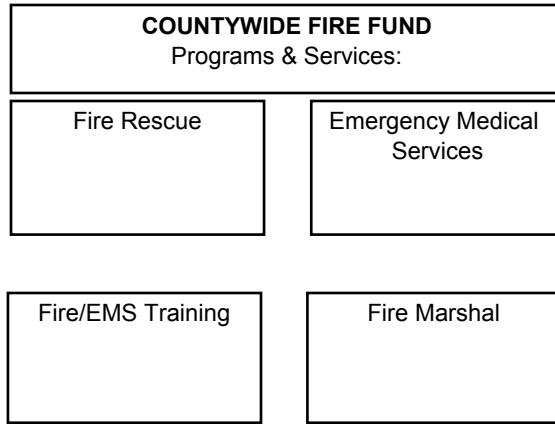 COUNTYWIDE FIRE FUND
Programs & Services:
Fire Rescue
Emergency Medical
Services
Fire/EMS Training
Fire Marshal